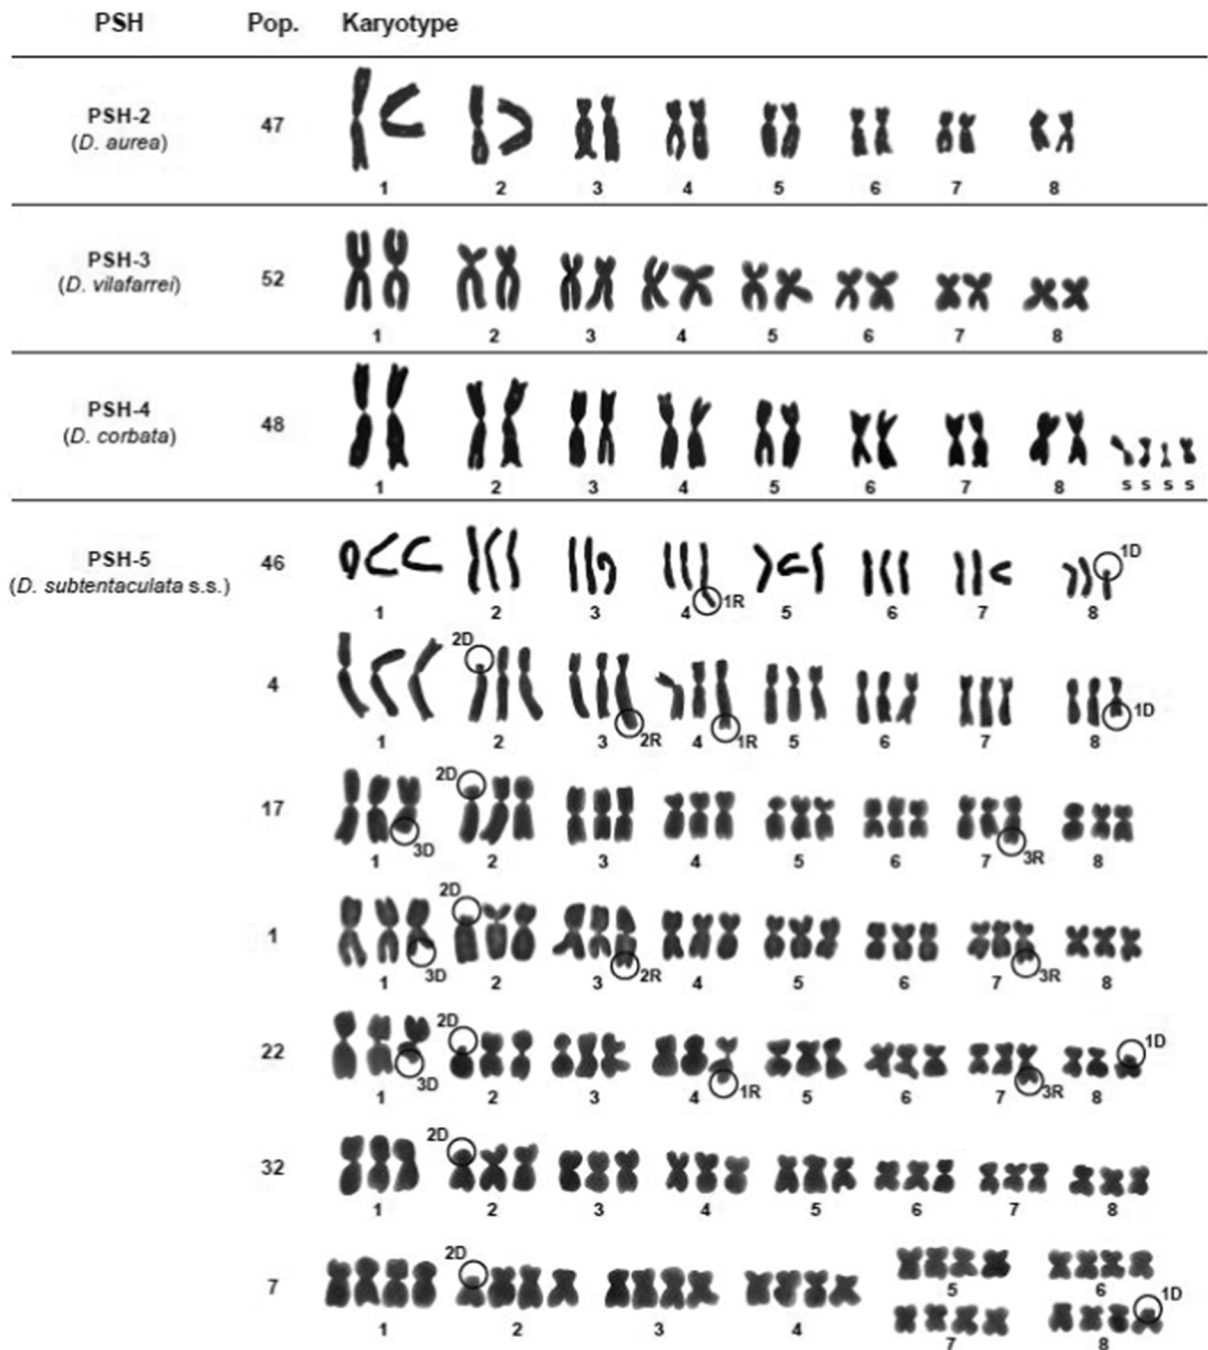 PSH Pop. Karyotype
PSH-2
(D. aurea)
47
1 2 3 4 5 6 7 8
PSH-3
(D. vilafarrei)
52
1 2 3 4 5 6 7 8
PSH-4
(D. corbata)
48
1 2 3 4 5 6 7 8 s s s s
PSH-5
(D. subtentaculata s.s.)
46
1D
1R
1 2 3 4 5 6 7 8
2D
4
1D
2R 1R
1 2 3 4 5 6 7 8
2D
17
3D 3R
1 2 3 4 5 6 7 8
2D
1
3D 2R 3R
1 2 3 4 5 6 7 8
2D 1D
22
3D 1R 3R
1 2 3 4 5 6 7 8
2D
32
1 2 3 4 5 6 7 8
2D
7
5 6
1D
1 2 3 4
7 8